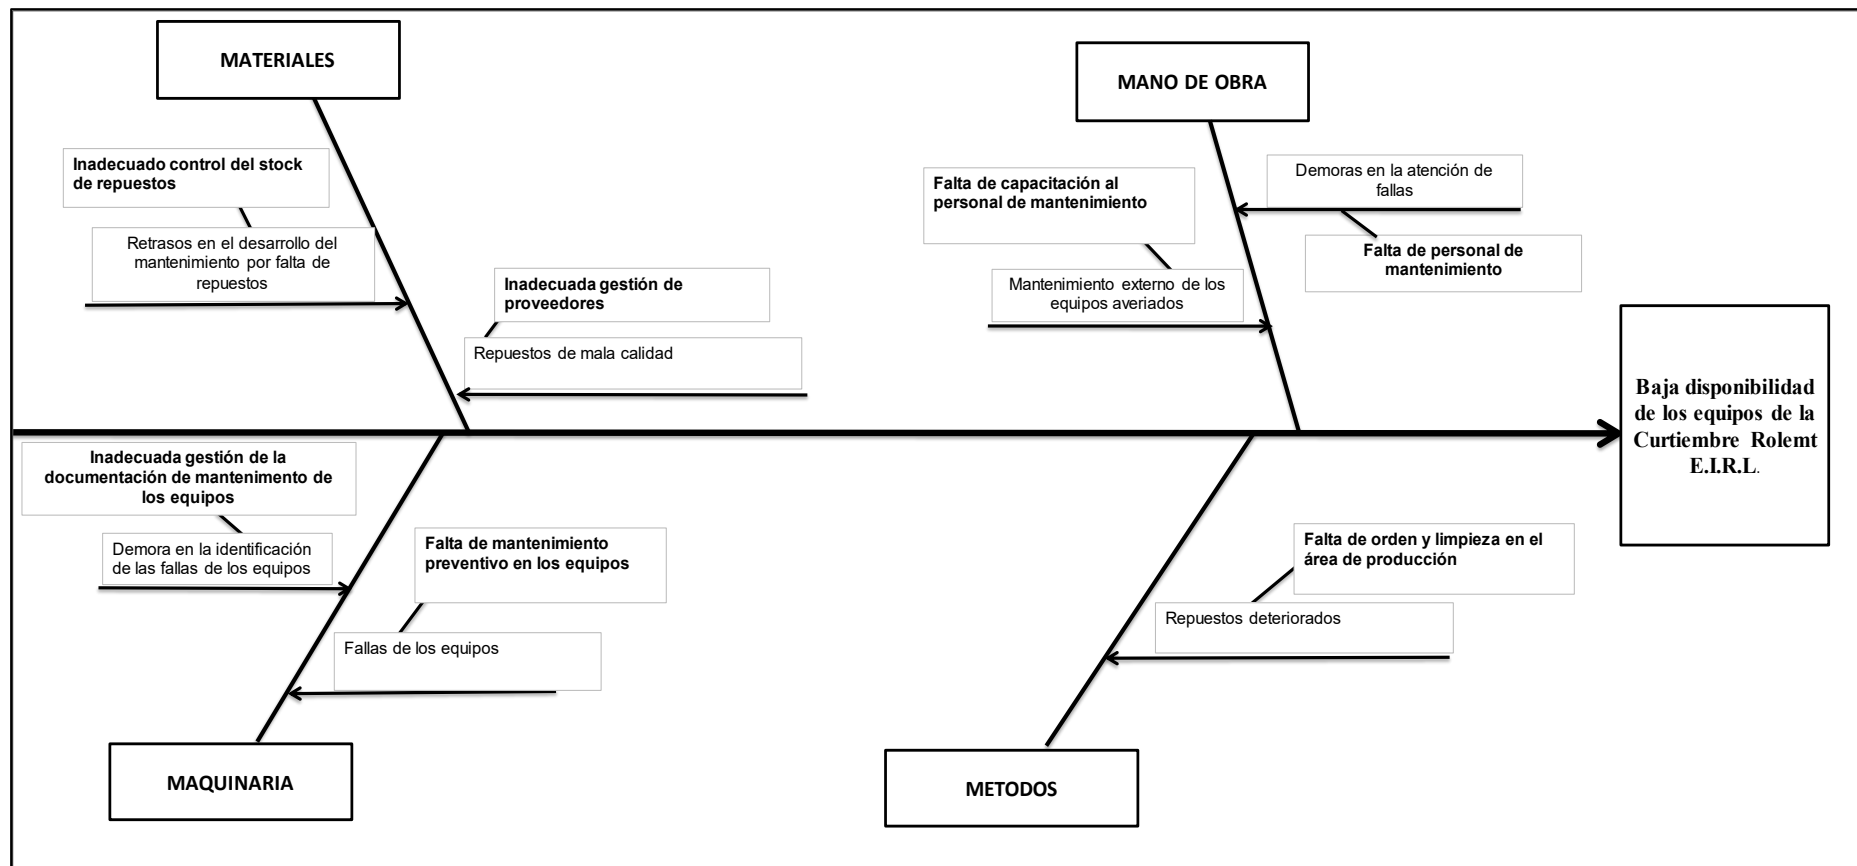 MATERIALES
MANO DE OBRA
Inadecuado control del stock
de repuestos
Retrasos en el desarrollo del
mantenimiento por falta de
repuestos
Inadecuada gestión de
proveedores
Repuestos de mala calidad
Falta de capacitación al
personal de mantenimiento
Mantenimiento externo de los
equipos averiados
Demoras en la atención de
fallas
Falta de personal de
mantenimiento
Baja disponibilidad
de los equipos de la
Curtiembre Rolemt
E.I.R.L.
Inadecuada gestión de la
documentación de mantenimento de
los equipos
Demora en la identificación
de las fallas de los equipos
Falta de mantenimiento
preventivo en los equipos
Fallas de los equipos
Falta de orden y limpieza en el
área de producción
Repuestos deteriorados
MAQUINARIA
METODOS